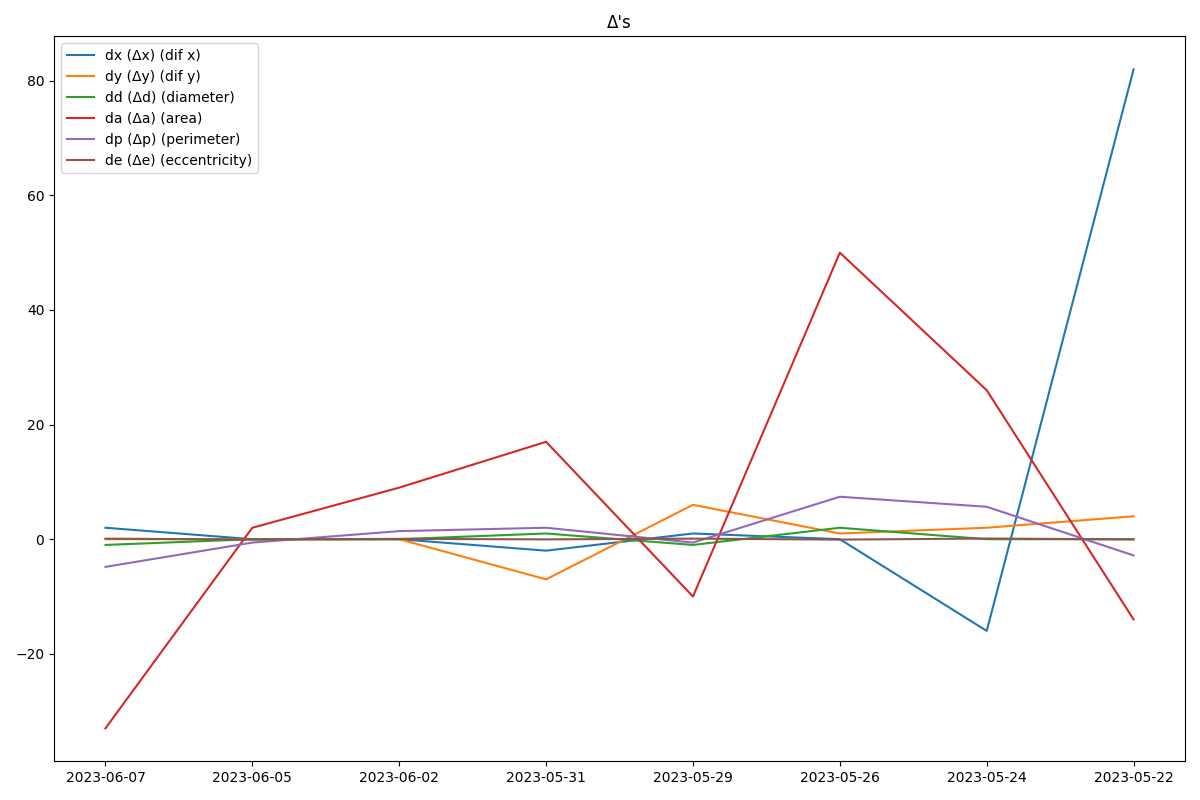 Δ's
dx (Δx) (dif x)
dy (Δy) (dif y)
dd (Δd) (diameter)
da (Δa) (area)
dp (Δp) (perimeter)
de (Δe) (eccentricity)
80
60
40
20
0
−20
2023-06-07 2023-06-05 2023-06-02 2023-05-31 2023-05-29 2023-05-26 2023-05-24 2023-05-22